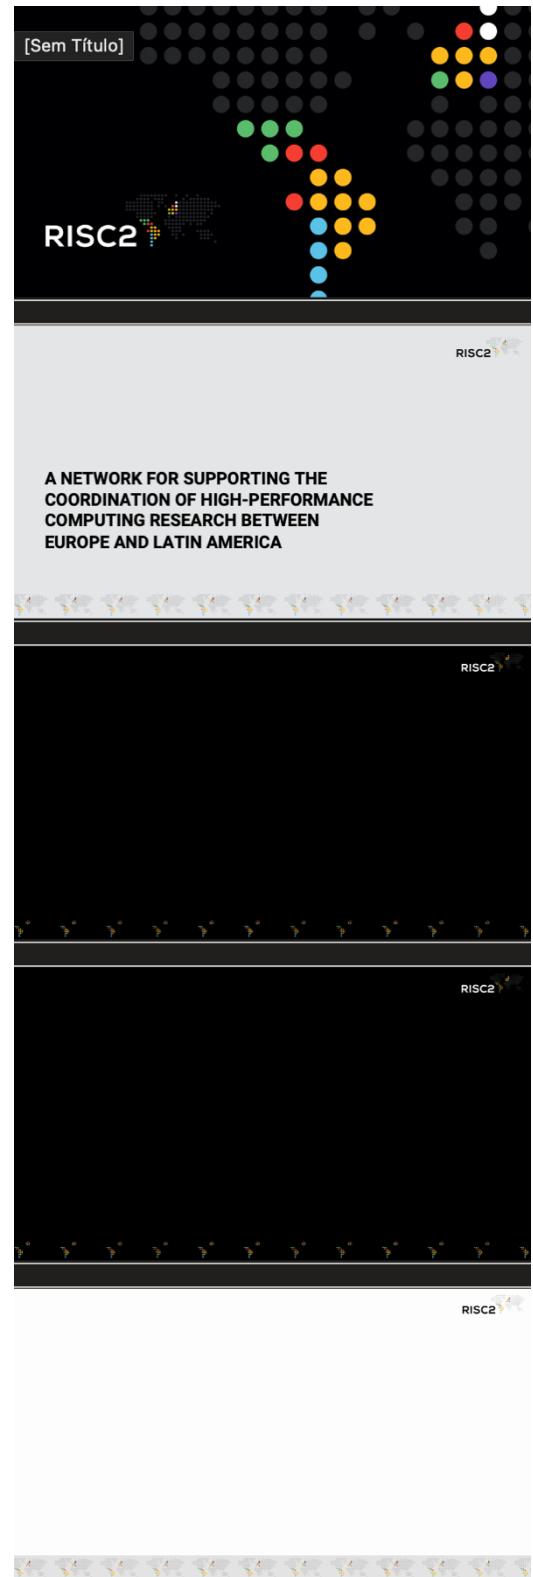 [Sem Título]
RISC2
RISC2
A NETWORK FOR SUPPORTING THE
COORDINATION OF HIGH-PERFORMANCE
COMPUTING RESEARCH BETWEEN
EUROPE AND LATIN AMERICA
RISC2
RISC2
RISC2